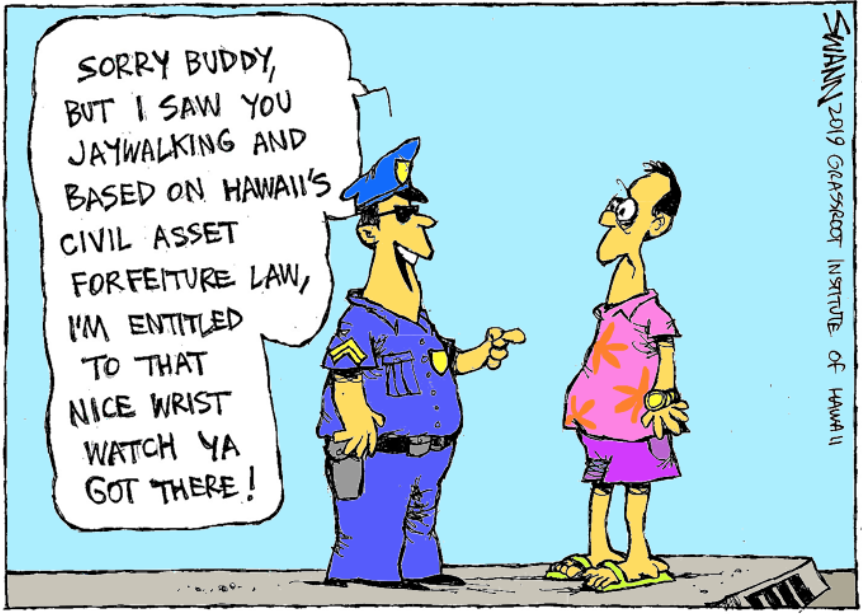 SORRY BUDDY,
BUT I SAW YOU
JAYWALKING AND
BASED ON HAWAII'S
CIVIL ASSET
FORFEITURE LAW,
I'M ENTITLED
TO THAT
NICE WRIST
WATCH YA
GOT THERE!
SWANN 2019 GRASSROOT INSTITUTE OF HAWAII